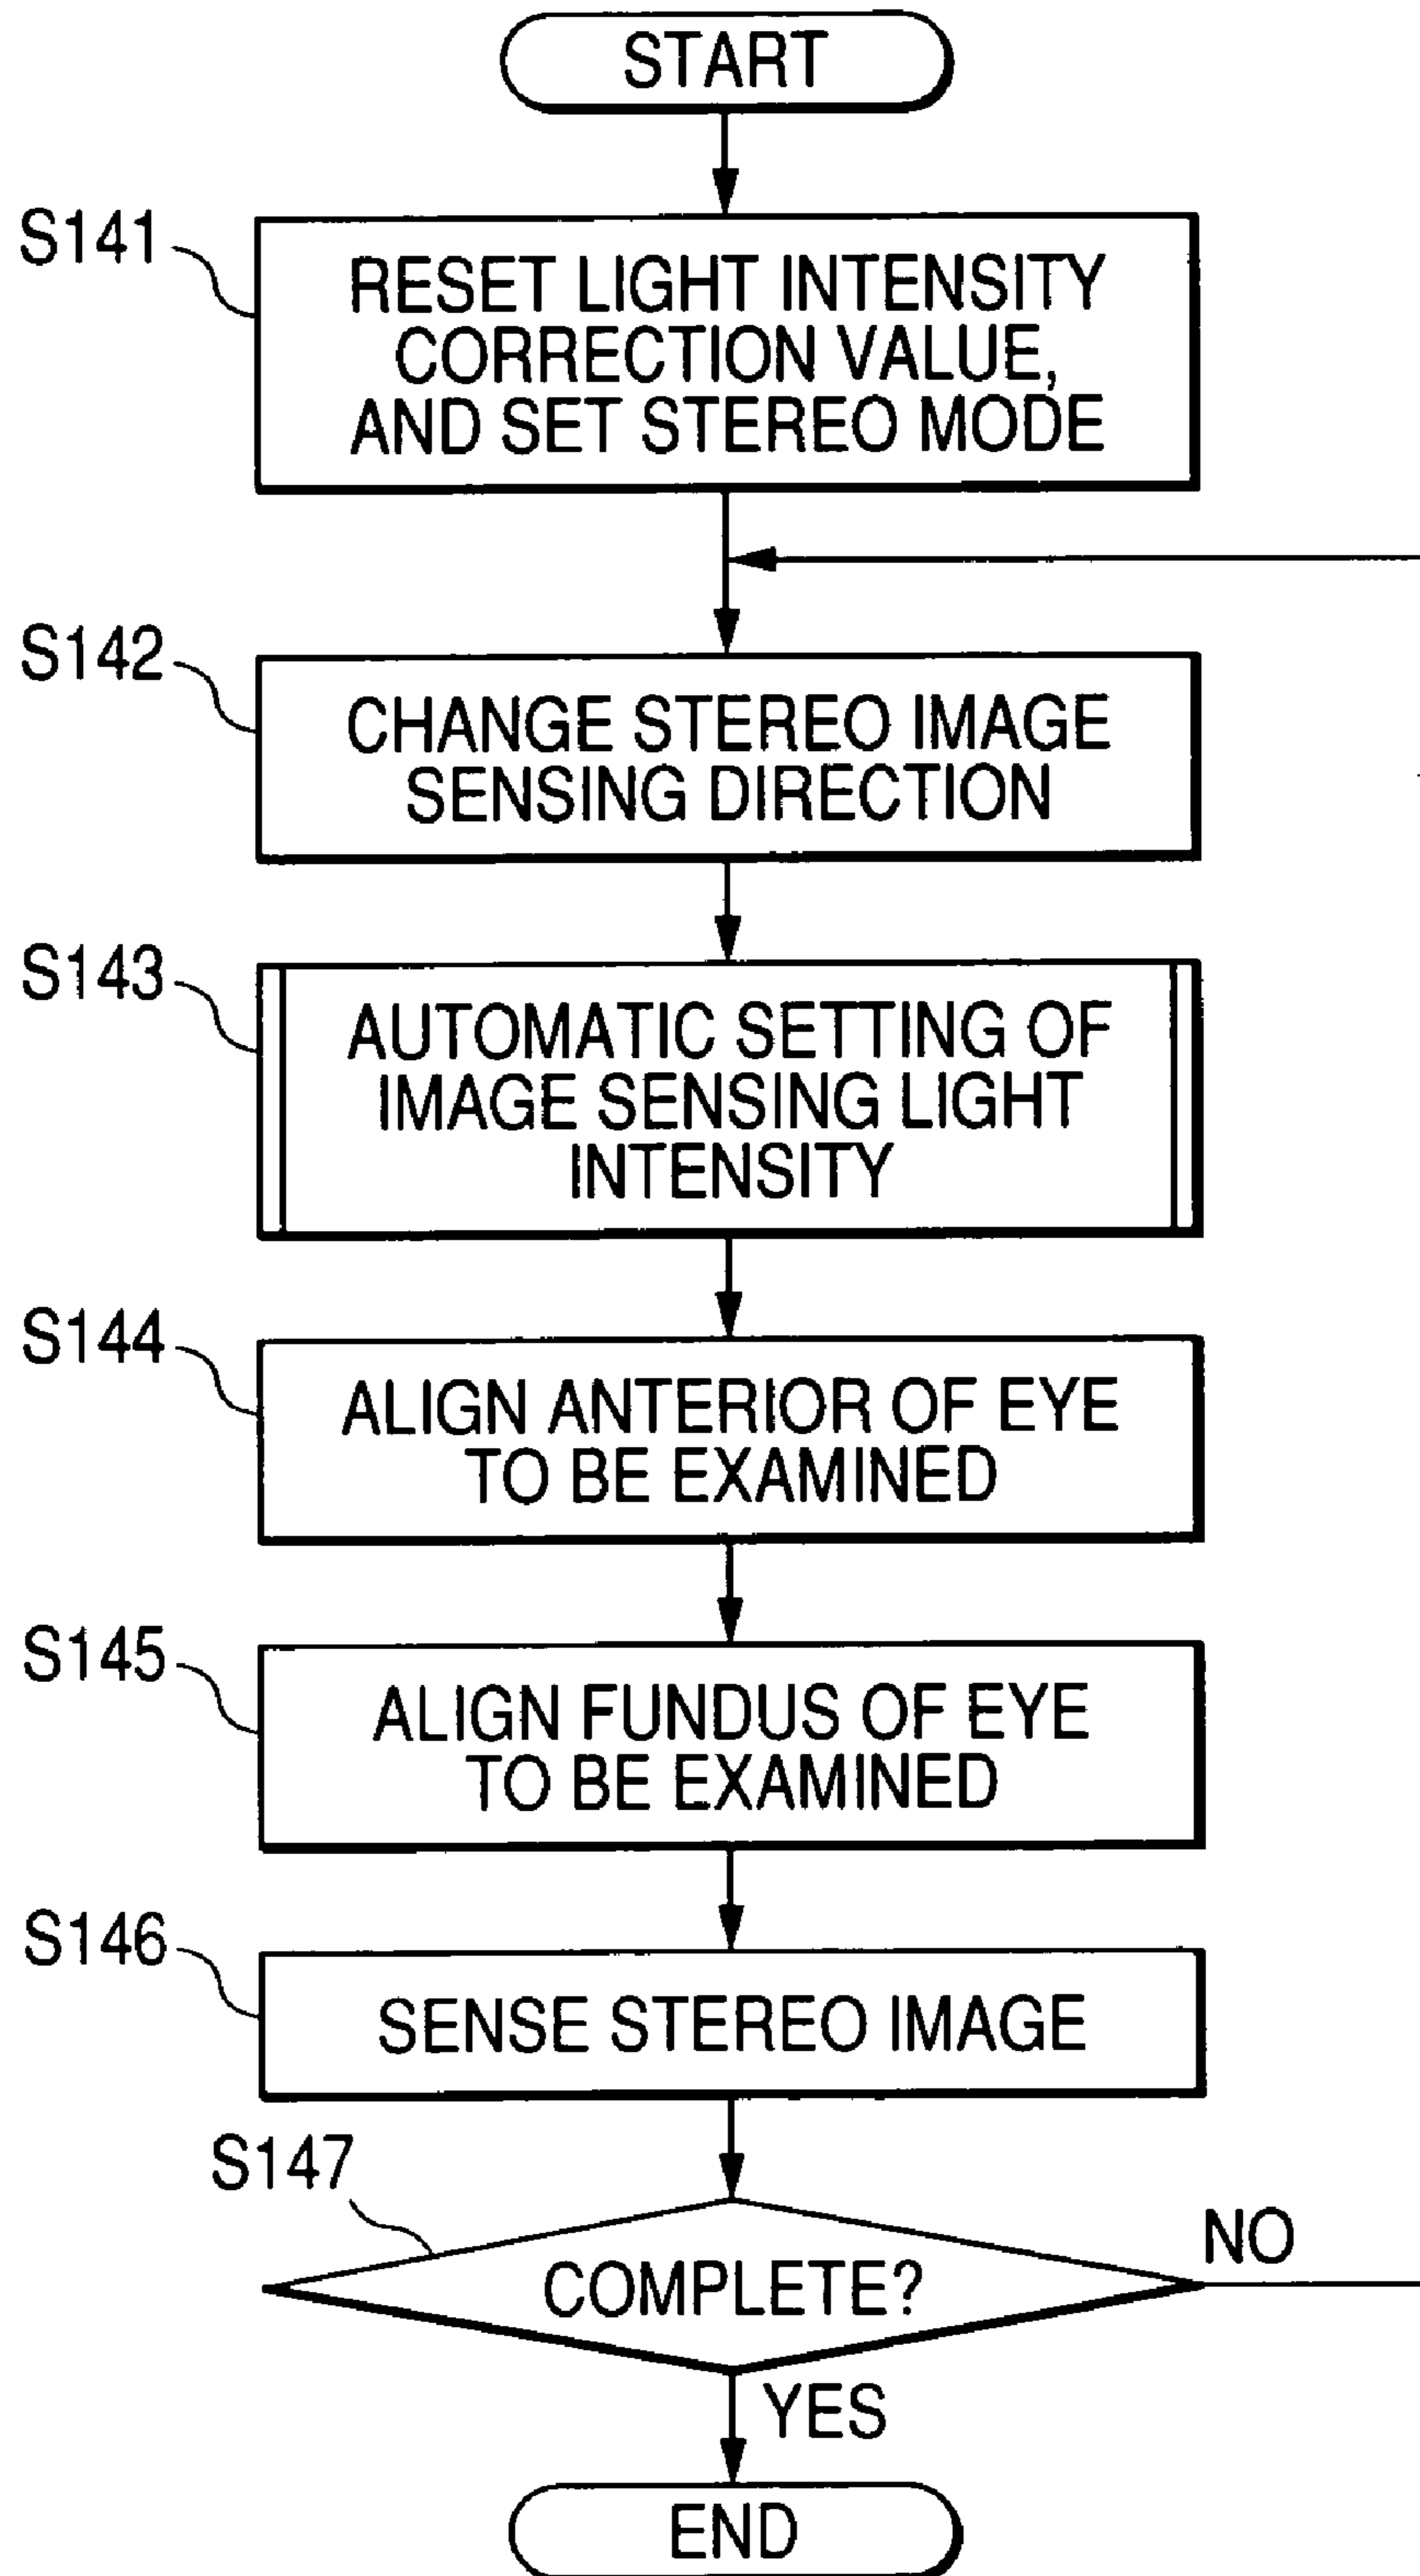 START
S141
RESET LIGHT INTENSITY
CORRECTION VALUE,
AND SET STEREO MODE
S142
CHANGE STEREO IMAGE
SENSING DIRECTION
S143
AUTOMATIC SETTING OF
IMAGE SENSING LIGHT
INTENSITY
S144
ALIGN ANTERIOR OF EYE
TO BE EXAMINED
S145
ALIGN FUNDUS OF EYE
TO BE EXAMINED
S146
SENSE STEREO IMAGE
S147
COMPLETE?
NO
YES
END